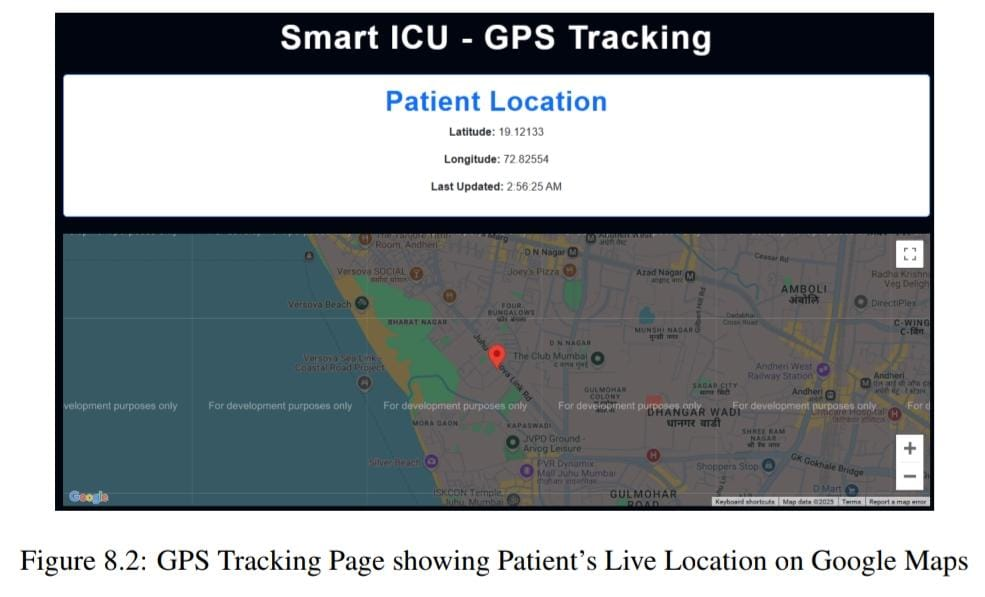 Smart ICU - GPS Tracking
Patient Location
Latitude: 19.12133
Longitude: 72.82554
Last Updated: 2:56:25 AM
Room, Andheri
D N Nagar
Versova SOCIAL
Joey's Pizza
Azad Nagar
Ceasar Rd
Radha Krishn
Veg Deligh
AMBOLI
अंबोली
Versova Beach
DirectiPlex
FOUR
BUNGALOWS
BHARAT NAGAR
C-WING
C-विंग
MUNSHI NAGAR
D N NAGAR
The Club Mumbai
Versova Sea Link
Coastal Road Project
Andheri West
Railway Station
Andheri
Andheri
GULMOHAR
COLONY
SAGAR CITY
velopment purposes only
For development purposes only
For development purposes only
For development purposes only
For development purposes only
For d
DHANGAR WADI
धानगर वाडी
MORA GAON
KAPASWADI
SHREE RAM
NAGAR
JVPD Ground -
Silver Beach
PVR Dynamix
Mall Juhu Mumbai
Shoppers Stop
GK Gokhale Bridge
D Mart
ISKCON Temple,
Juhu, Mumbai
GULMOHAR
ROAD
Google
Keyboard shortcuts
Map data ©2025
Terms
Report a map error
Figure 8.2: GPS Tracking Page showing Patient's Live Location on Google Maps